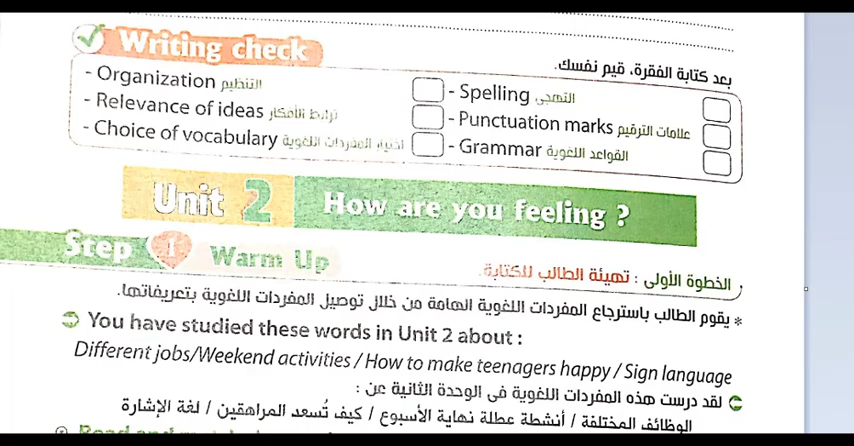 Writing check
بعد كتابة الفقرة، قيم نفسك.
- Organization التنظيم
- Spelling التهجى
- Relevance of ideas ترابط الأفكار
- Punctuation marks علامات الترقيم
- Choice of vocabulary اختيار المفردات اللغوية
- Grammar القواعد اللغوية
Unit 2 How are you feeling ?
Step 1 Warm Up
الخطوة الأولى : تهيئة الطالب للكتابة.
* يقوم الطالب باسترجاع المفردات اللغوية الهامة من خلال توصيل المفردات اللغوية بتعريفاتها.
You have studied these words in Unit 2 about :
Different jobs/Weekend activities / How to make teenagers happy / Sign language
لقد درست هذه المفردات اللغوية فى الوحدة الثانية عن :
الوظائف المختلفة / أنشطة عطلة نهاية الأسبوع / كيف تُسعد المراهقين / لغة الإشارة
Read and